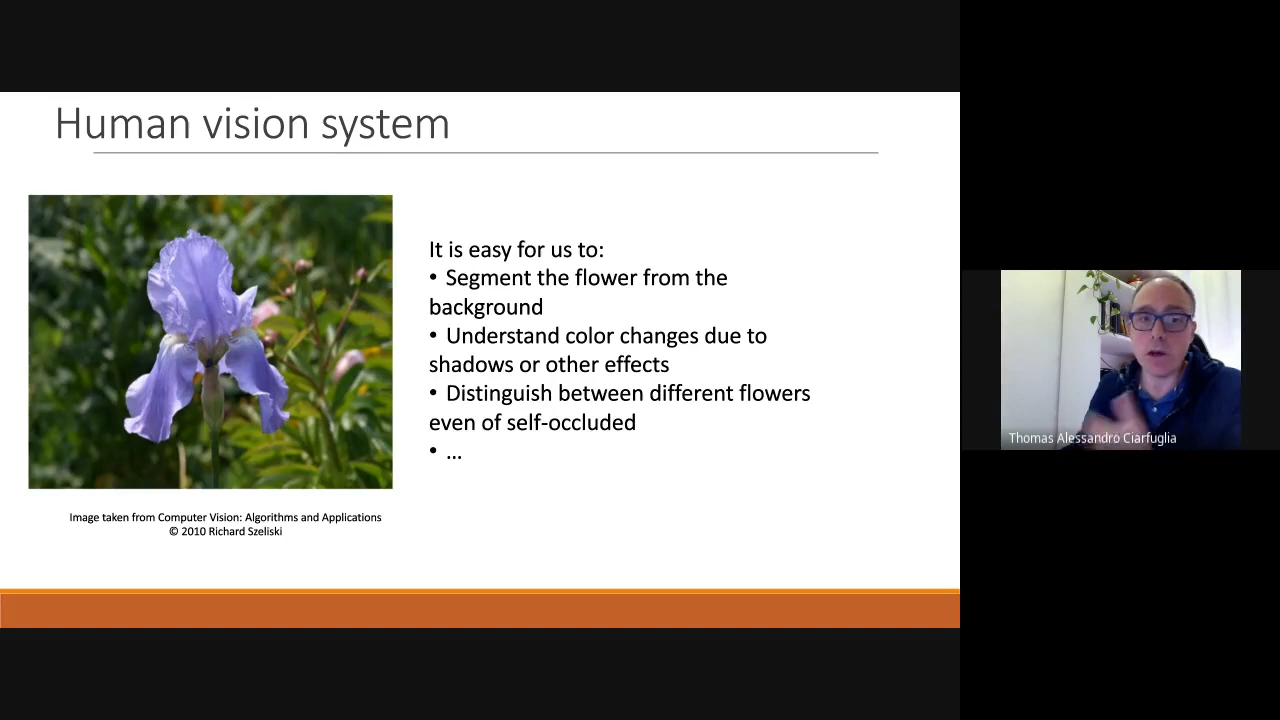 Human vision system
It is easy for us to:
• Segment the flower from the
background
• Understand color changes due to
shadows or other effects
• Distinguish between different flowers
even of self-occluded
• ...
Image taken from Computer Vision: Algorithms and Applications
© 2010 Richard Szeliski
Thomas Alessandro Ciarfuglia